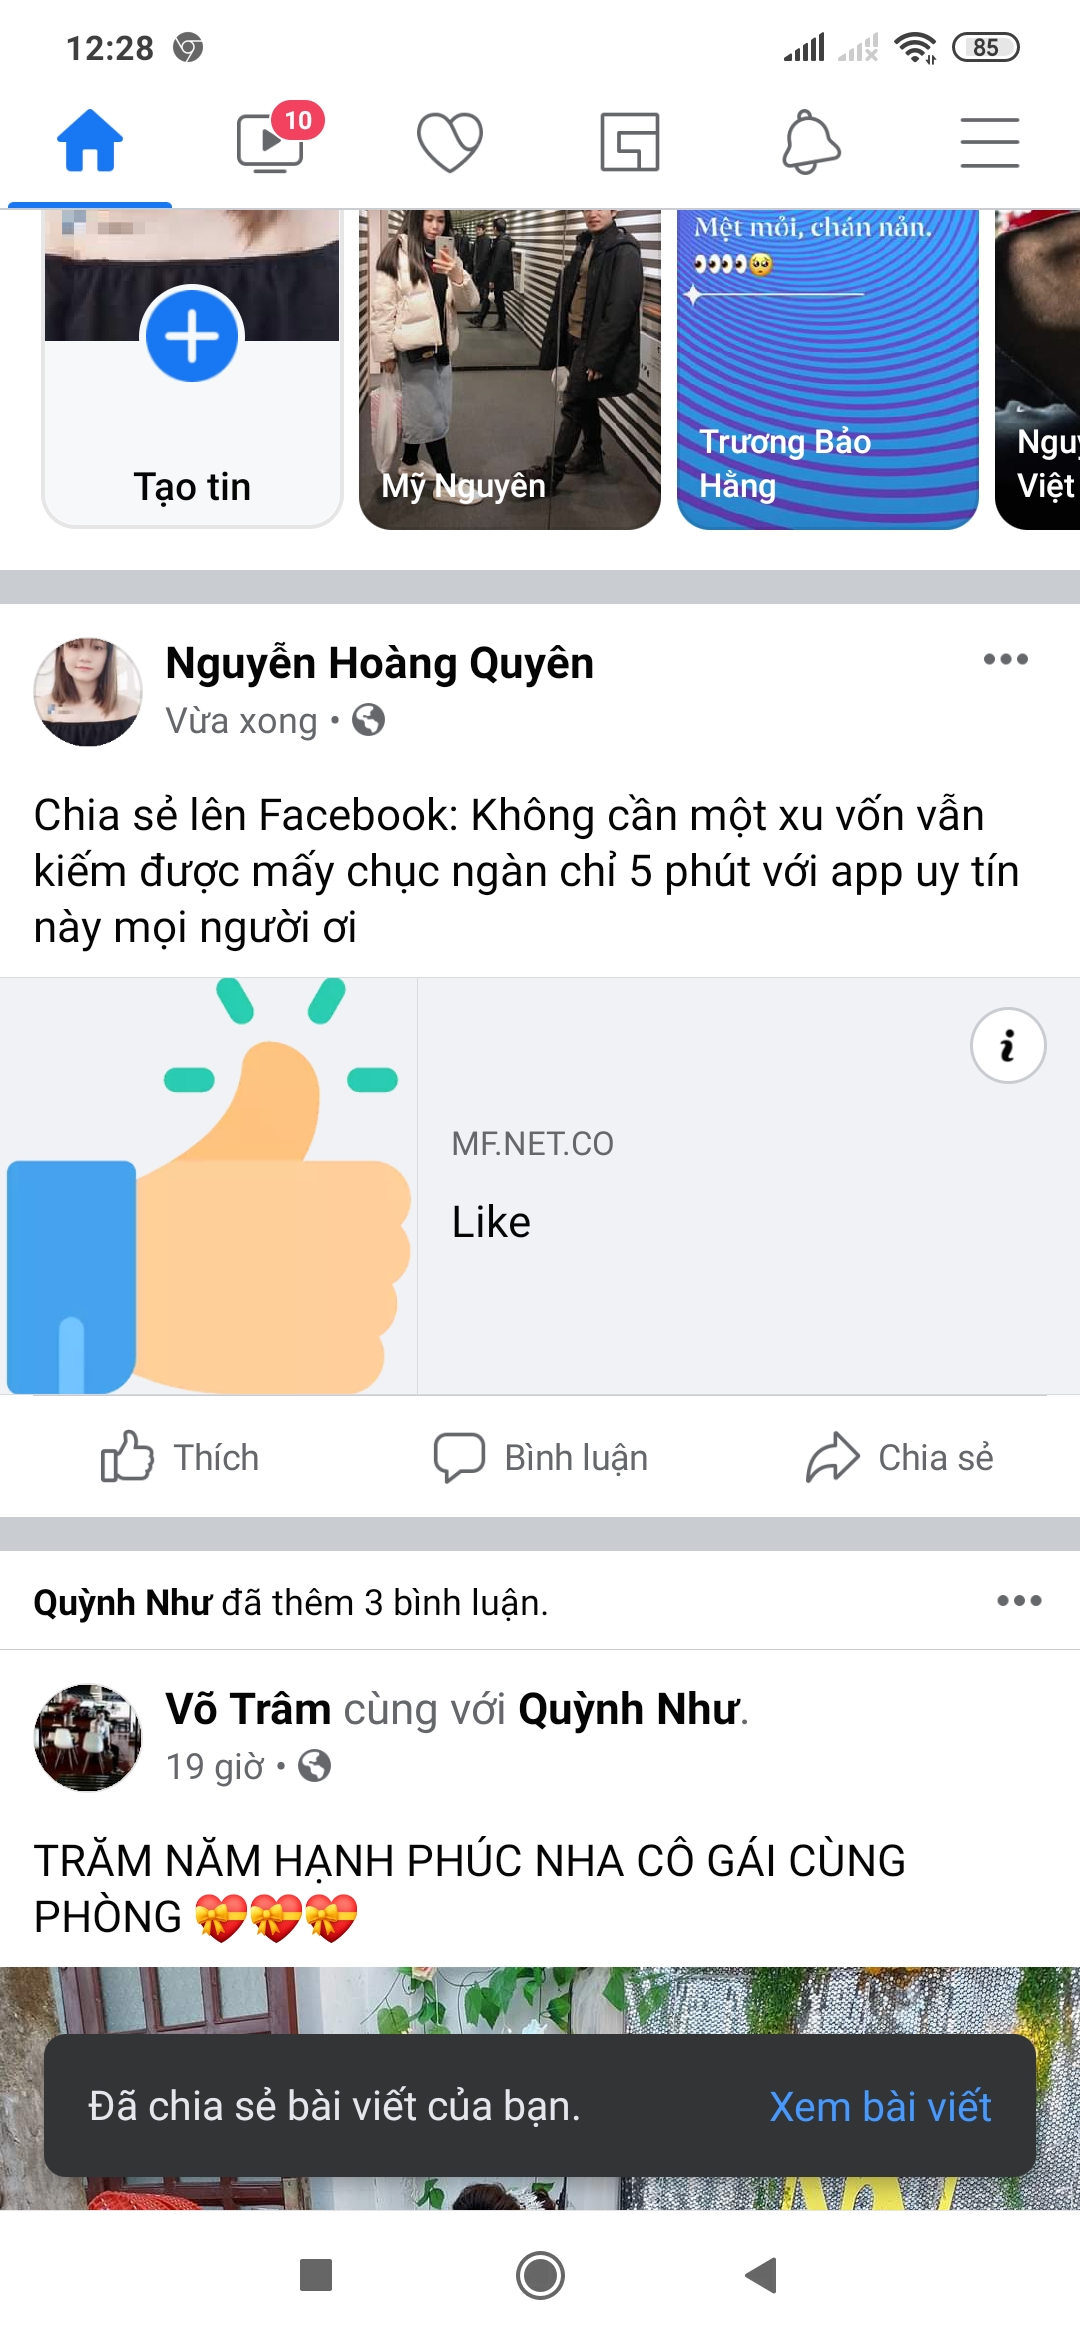 12:28
85
10
Mệt mỏi, chán nản.
👀👀🥺
Tạo tin
Mỹ Nguyên
Trương Bảo
Hằng
Nguy
Việt
Nguyễn Hoàng Quyên
Vừa xong •
Chia sẻ lên Facebook: Không cần một xu vốn vẫn
kiếm được mấy chục ngàn chỉ 5 phút với app uy tín
này mọi người ơi
MF.NET.CO
Like
Thích
Bình luận
Chia sẻ
Quỳnh Như đã thêm 3 bình luận.
Võ Trâm cùng với Quỳnh Như.
19 giờ •
TRĂM NĂM HẠNH PHÚC NHA CÔ GÁI CÙNG
PHÒNG 💝💝💝
Đã chia sẻ bài viết của bạn.
Xem bài viết